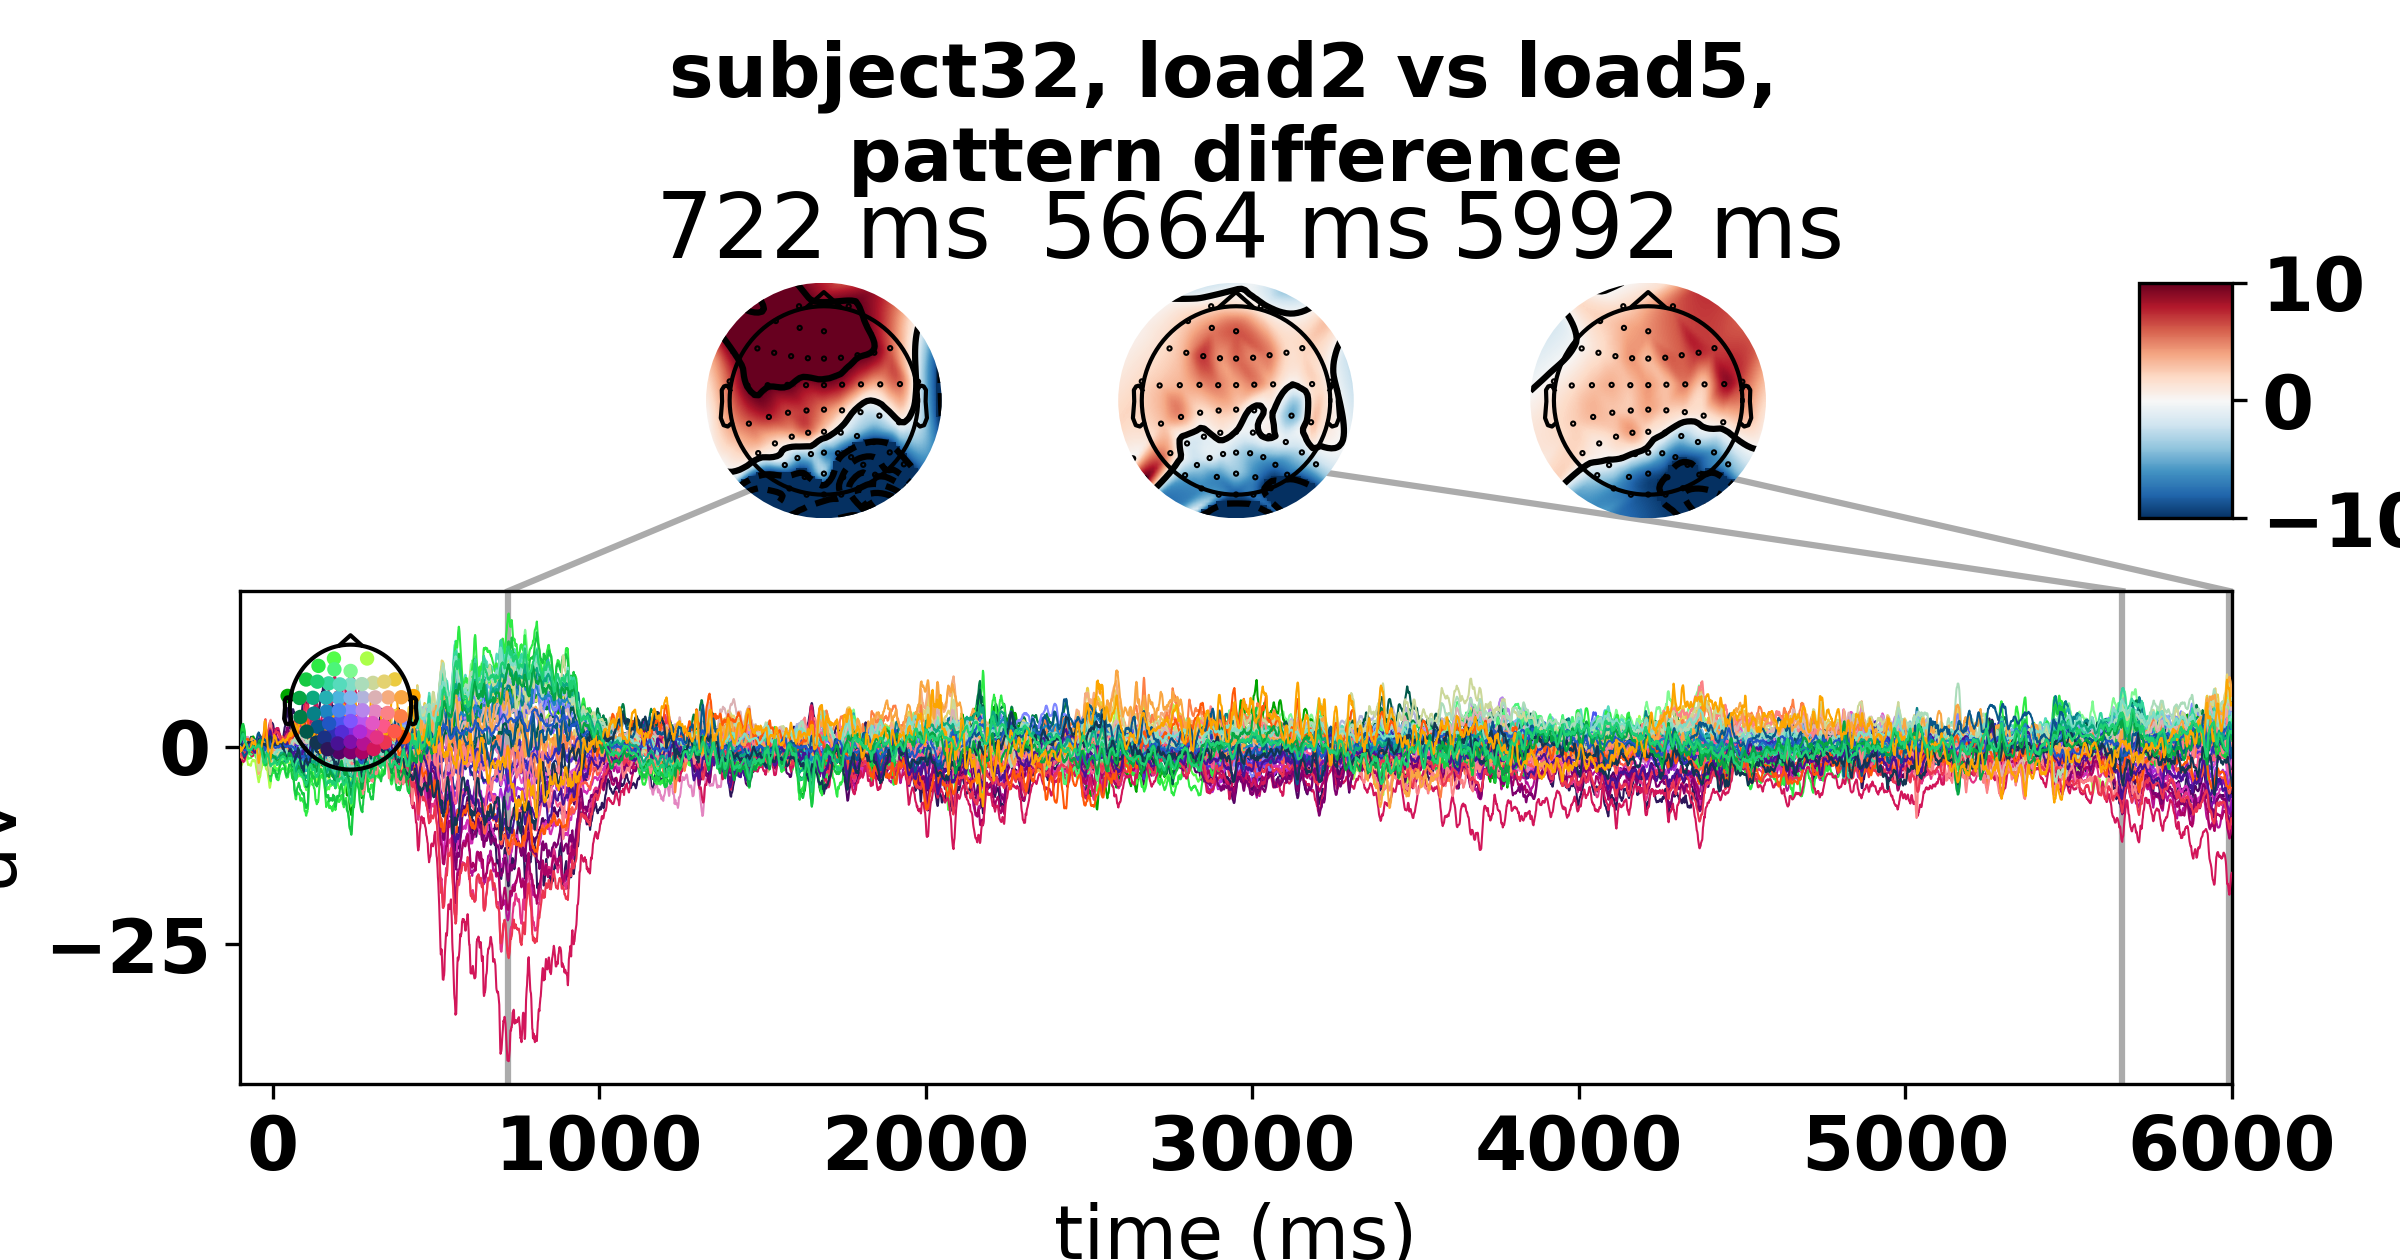 subject32, load2 vs load5,
pattern difference
722 ms 5664 ms 5992 ms
10
0
0
−25
0 1000 2000 3000 4000 5000 6000
time (ms)